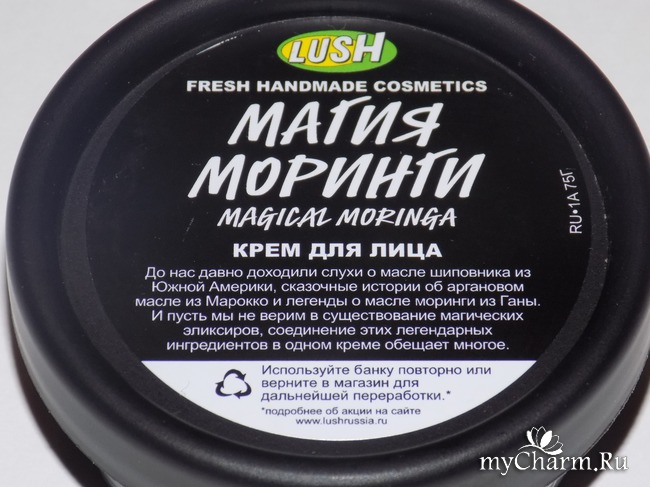 LUSH
FRESH HANDMADE COSMETICS
МАГИЯ
МОРИНГИ
MAGICAL MORINGA
КРЕМ ДЛЯ ЛИЦА
До нас давно доходили слухи о масле шиповника из
Южной Америки, сказочные истории об аргановом
масле из Марокко и легенды о масле моринги из Ганы.
И пусть мы не верим в существование магических
эликсиров, соединение этих легендарных
ингредиентов в одном креме обещает многое.
RU•1A 75Г
Используйте банку повторно или
верните в магазин для
дальнейшей переработки.*
*подробнее об акции на сайте
www.lushrussia.ru
myCharm.Ru